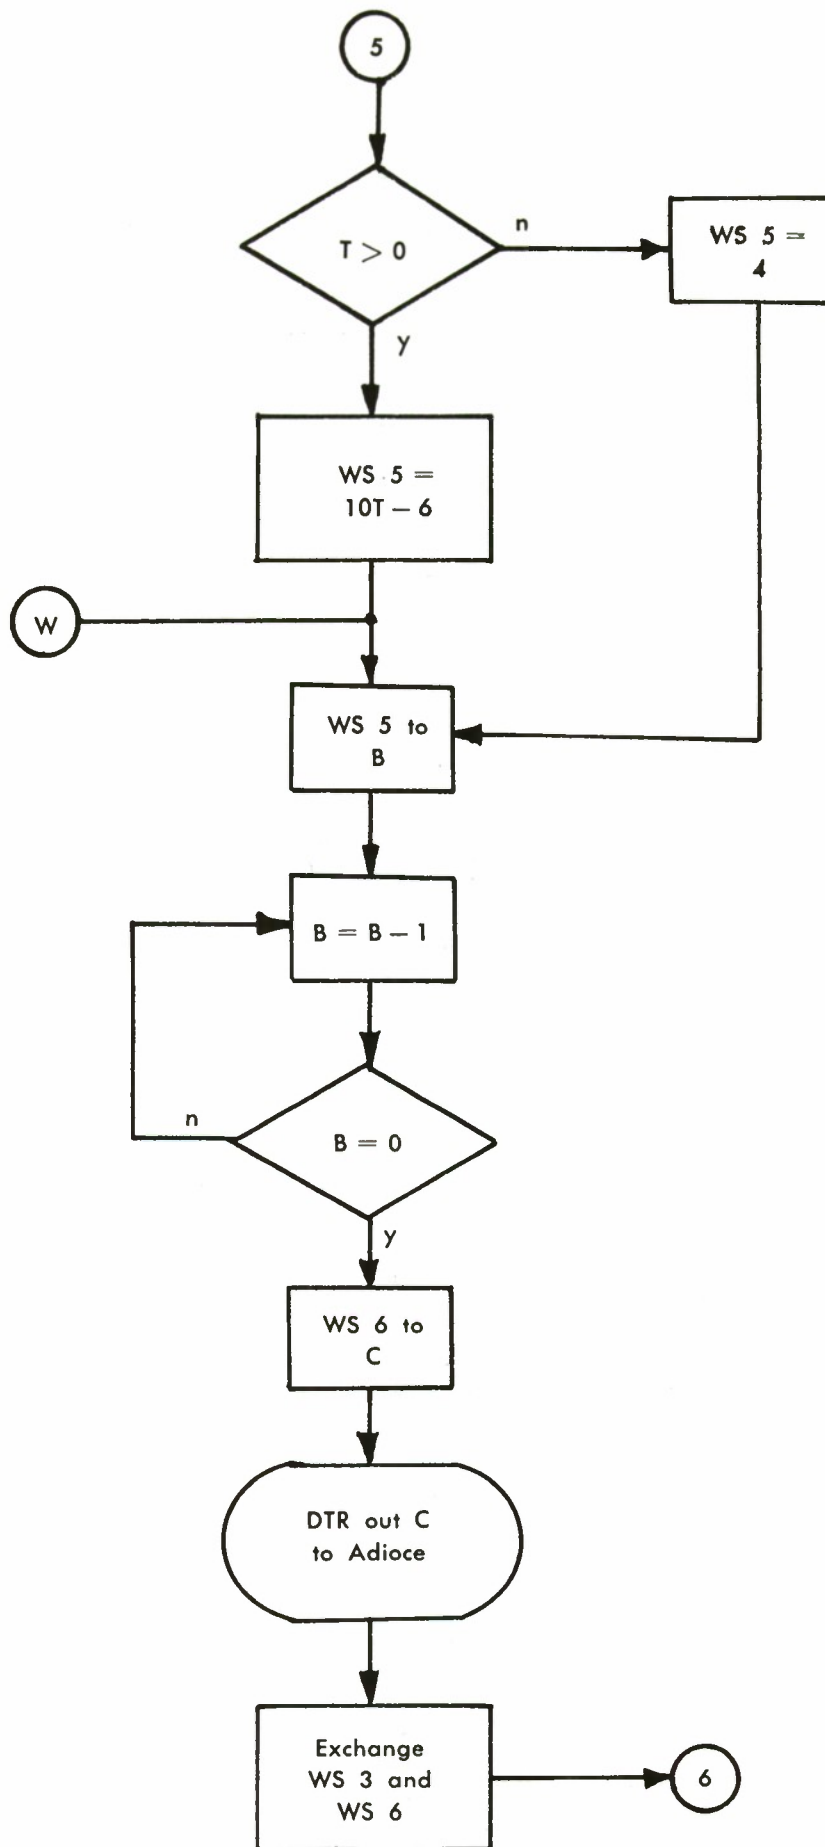 5
T > 0
n
WS 5 =
4
y
WS 5 =
10T – 6
W
WS 5 to
B
B = B – 1
n
B = 0
y
WS 6 to
C
DTR out C
to Adioce
Exchange
WS 3 and
WS 6
6